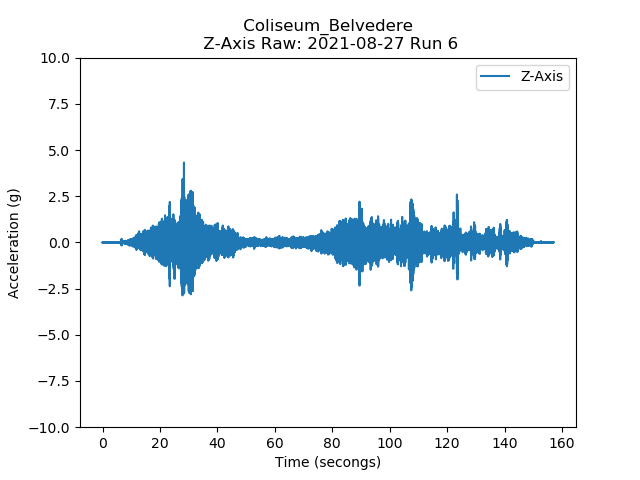 Coliseum_Belvedere
Z-Axis Raw: 2021-08-27 Run 6
Z-Axis
Acceleration (g)
10.0
7.5
5.0
2.5
0.0
−2.5
−5.0
−7.5
−10.0
0 20 40 60 80 100 120 140 160
Time (secongs)